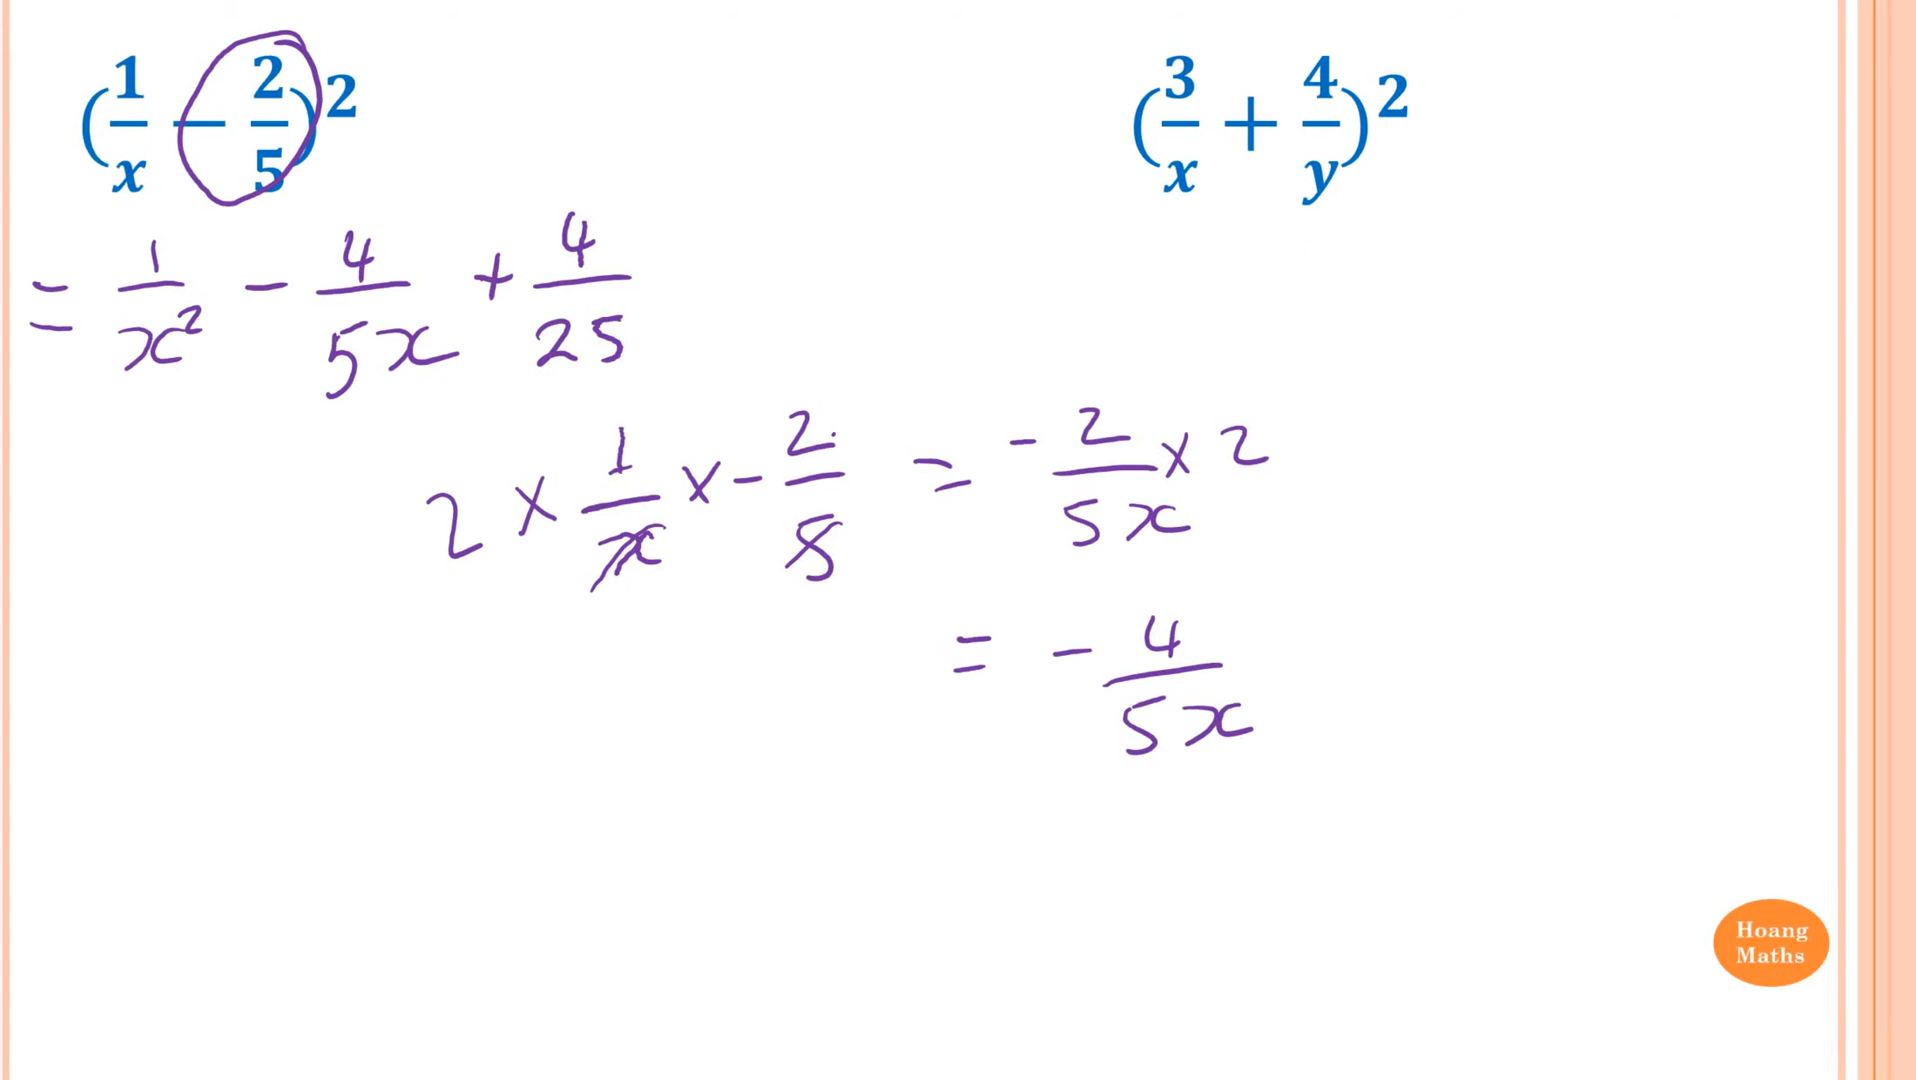 (1/x − 2/5)²
(3/x + 4/y)²
= 1/x² − 4/5x + 4/25
2 × 1/x × − 2/5 = − 2/5x × 2
= − 4/5x
Hoang
Maths